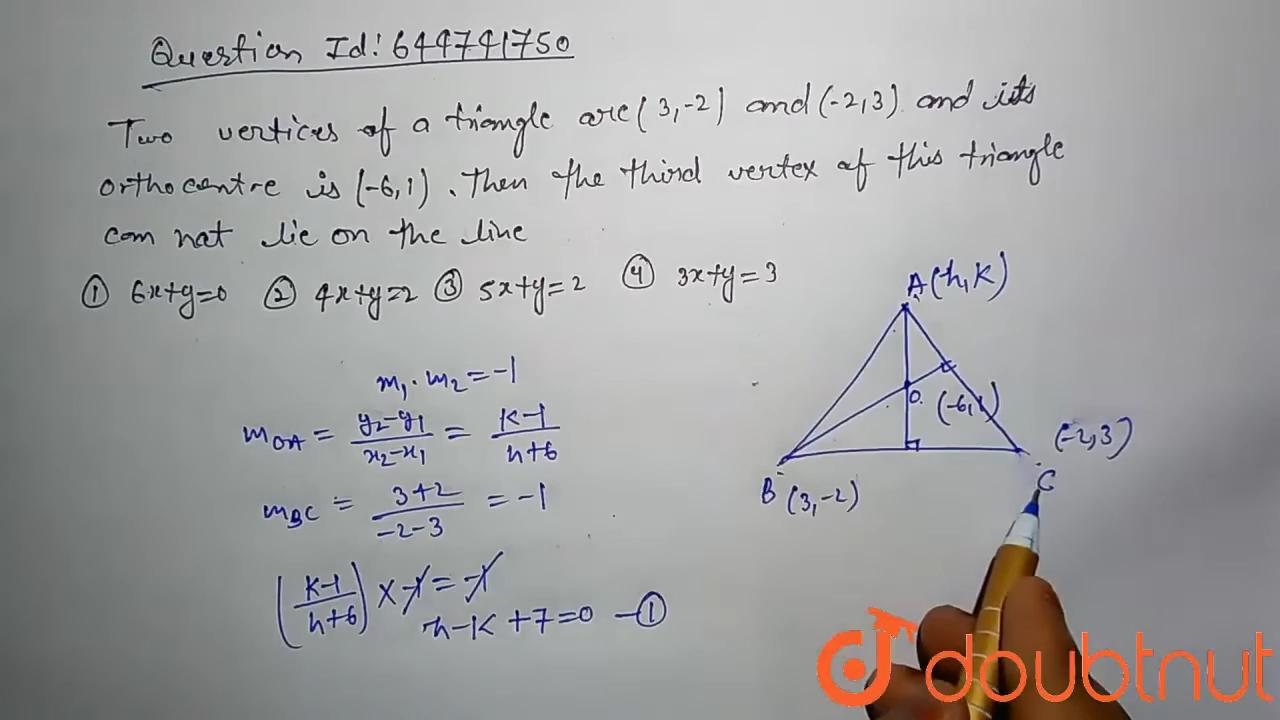 Question Id: 644741750
Two vertices of a triangle are (3,-2) and (-2,3) and its
orthocentre is (-6,1). Then the third vertex of this triangle
can not lie on the line
① 6x+y=0 ② 4x+y=2 ③ 5x+y=2 ④ 3x+y=3
A(h,K)
m₁.m₂=-1
mOA = y₂-y₁/x₂-x₁ = K-1/h+6
O (-6,1)
(-2,3)
B (3,-2)
C
mBC = 3+2/-2-3 = -1
(K-1/h+6) x -1 = -1
h-K+7=0 -①
doubtnut